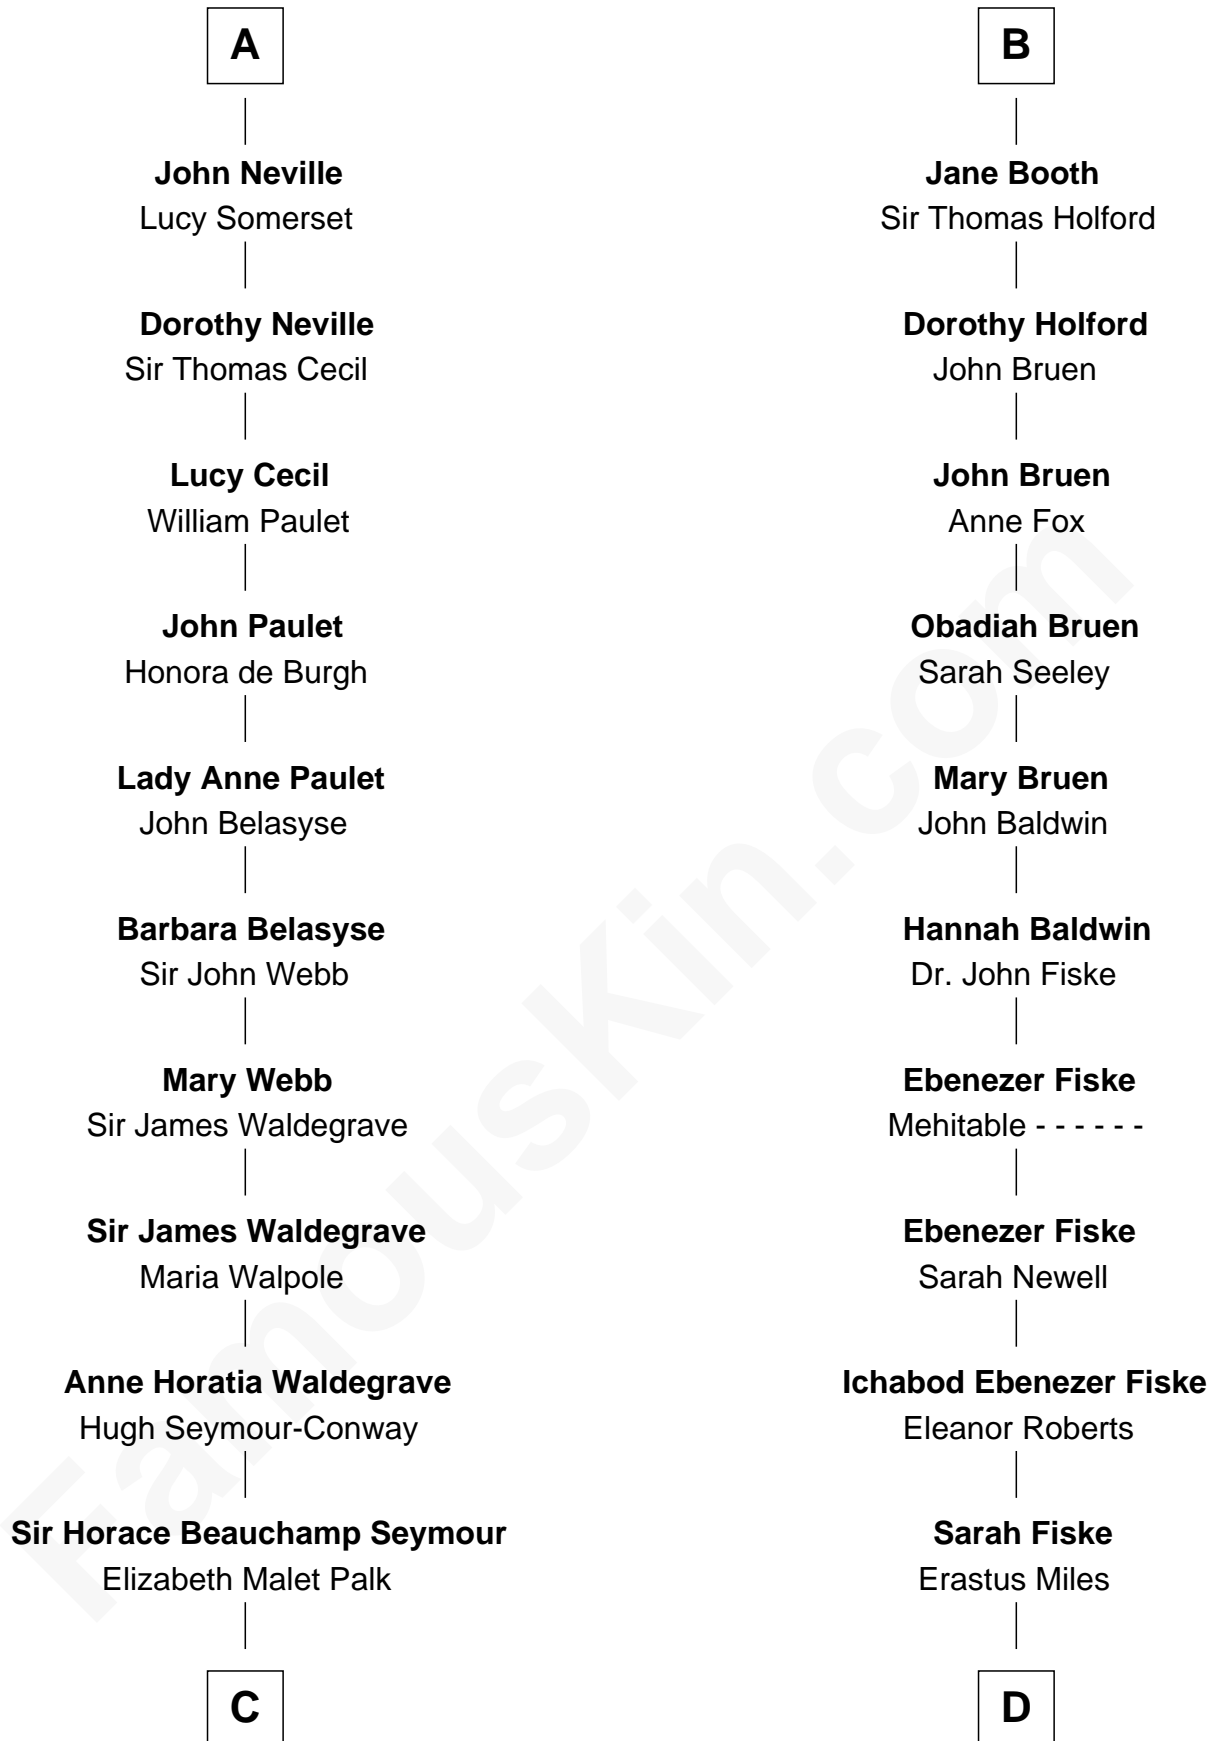 A
John Neville
Lucy Somerset
Dorothy Neville
Sir Thomas Cecil
Lucy Cecil
William Paulet
John Paulet
Honora de Burgh
Lady Anne Paulet
John Belasyse
Barbara Belasyse
Sir John Webb
Mary Webb
Sir James Waldegrave
Sir James Waldegrave
Maria Walpole
Anne Horatia Waldegrave
Hugh Seymour-Conway
Sir Horace Beauchamp Seymour
Elizabeth Malet Palk
C
B
Jane Booth
Sir Thomas Holford
Dorothy Holford
John Bruen
John Bruen
Anne Fox
Obadiah Bruen
Sarah Seeley
Mary Bruen
John Baldwin
Hannah Baldwin
Dr. John Fiske
Ebenezer Fiske
Mehitable - - - - - -
Ebenezer Fiske
Sarah Newell
Ichabod Ebenezer Fiske
Eleanor Roberts
Sarah Fiske
Erastus Miles
D
FamousKin.com